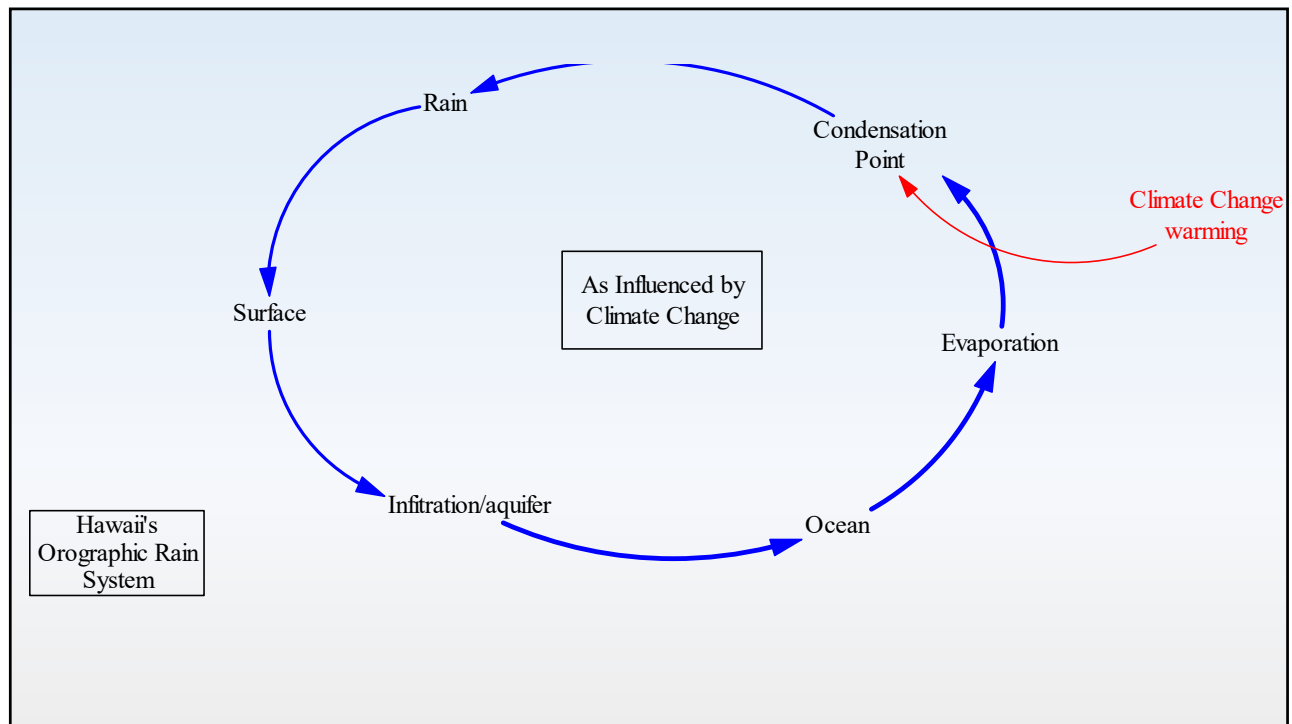 Rain
Condensation
Point
Climate Change
warming
As Influenced by
Climate Change
Surface
Evaporation
Infitration/aquifer
Ocean
Hawaii's
Orographic Rain
System